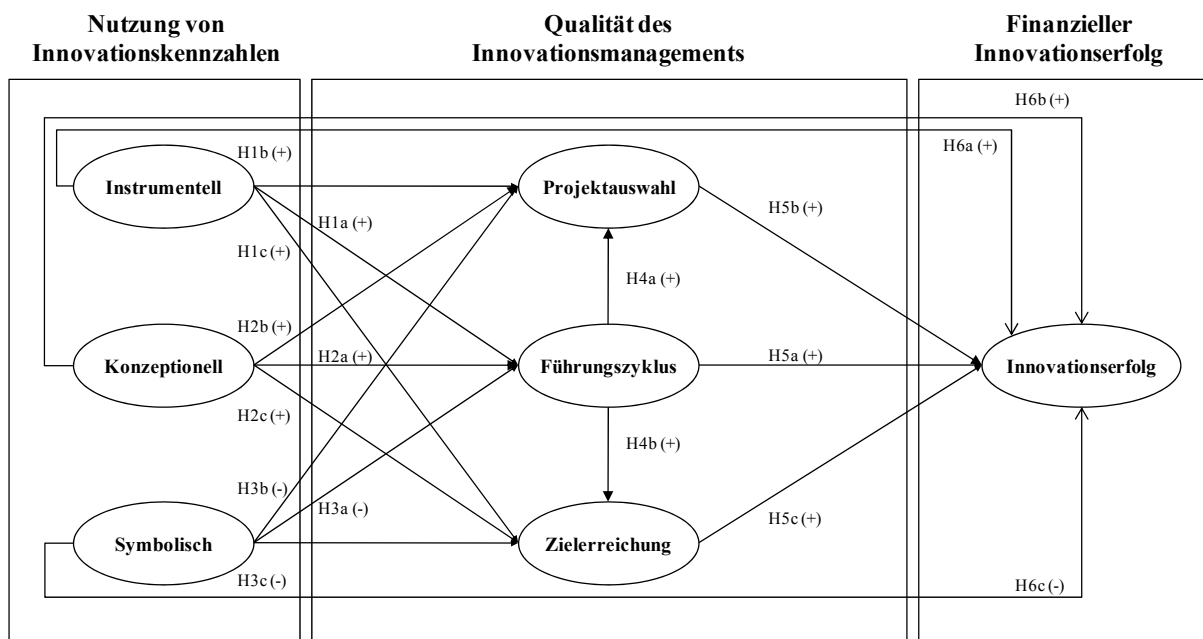 Nutzung von
Innovationskennzahlen
Qualität des
Innovationsmanagements
Finanzieller
Innovationserfolg
H6b (+)
H6a (+)
H1b (+)
Instrumentell
Projektauswahl
H5b (+)
H1a (+)
H1c (+)
H4a (+)
H2b (+)
H2a (+)
H5a (+)
Konzeptionell
Führungszyklus
Innovationserfolg
H2c (+)
H4b (+)
H3b (-)
H3a (-)
H5c (+)
Symbolisch
Zielerreichung
H3c (-)
H6c (-)